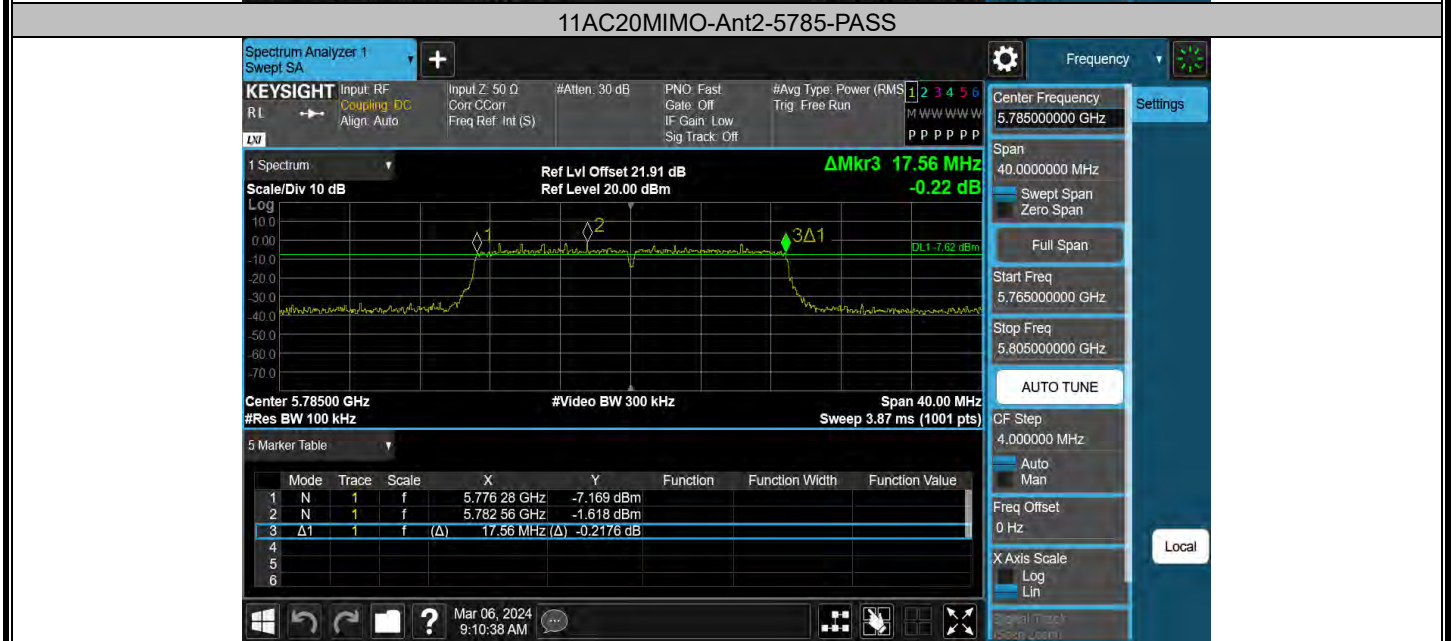 11AC20MIMO-Ant2-5785-PASS
Spectrum Analyzer 1
Swept SA
Frequency
KEYSIGHT
RL
LXI
Input: RF
Coupling: DC
Align: Auto
Input Z: 50 Ω
Corr CCorr
Freq Ref: Int (S)
#Atten: 30 dB
PNO: Fast
Gate: Off
IF Gain: Low
Sig Track: Off
#Avg Type: Power (RMS
Trig: Free Run
1 2 3 4 5 6
M W W W W W
P P P P P P
1 Spectrum
Scale/Div 10 dB
Ref Lvl Offset 21.91 dB
Ref Level 20.00 dBm
ΔMkr3 17.56 MHz
-0.22 dB
Log
10.0
0.00
-10.0
-20.0
-30.0
-40.0
-50.0
-60.0
-70.0
1
2
3Δ1
DL1 -7.62 dBm
Center 5.78500 GHz
#Res BW 100 kHz
#Video BW 300 kHz
Span 40.00 MHz
Sweep 3.87 ms (1001 pts)
5 Marker Table
Mode Trace Scale X Y Function Function Width Function Value
1 N 1 f 5.776 28 GHz -7.169 dBm
2 N 1 f 5.782 56 GHz -1.618 dBm
3 Δ1 1 f (Δ) 17.56 MHz (Δ) -0.2176 dB
4
5
6
?
Mar 06, 2024
9:10:38 AM
Center Frequency
5.785000000 GHz
Settings
Span
40.0000000 MHz
Swept Span
Zero Span
Full Span
Start Freq
5.765000000 GHz
Stop Freq
5.805000000 GHz
AUTO TUNE
CF Step
4.000000 MHz
Auto
Man
Freq Offset
0 Hz
X Axis Scale
Log
Lin
Local
Signal Track
(Span Zoom)